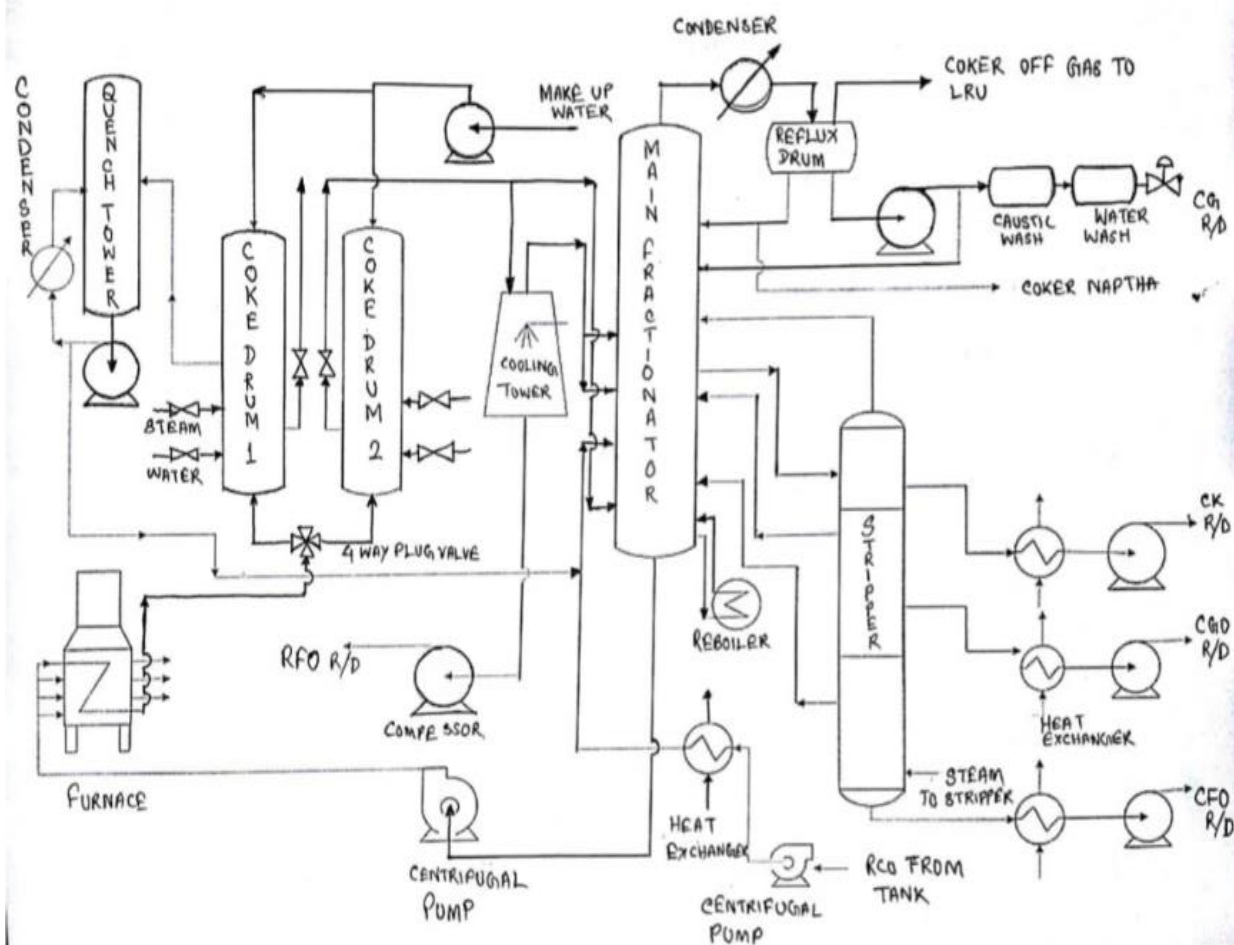 CONDENSER
QUENCH TOWER
COKE DRUM 1
COKE DRUM 2
MAKE UP
WATER
STEAM
WATER
4 WAY PLUG VALVE
COOLING
TOWER
MAIN FRACTIONATOR
CONDENSER
REFLUX
DRUM
COKER OFF GAS TO
LRU
CAUSTIC
WASH
WATER
WASH
CG
R/D
COKER NAPTHA
STRIPPER
CK
R/D
CGO
R/D
HEAT
EXCHANGER
STEAM
TO STRIPPER
CFO
R/D
REBOILER
RFO R/D
COMPESSOR
FURNACE
CENTRIFUGAL
PUMP
HEAT
EXCHANGER
RCO FROM
TANK
CENTRIFUGAL
PUMP